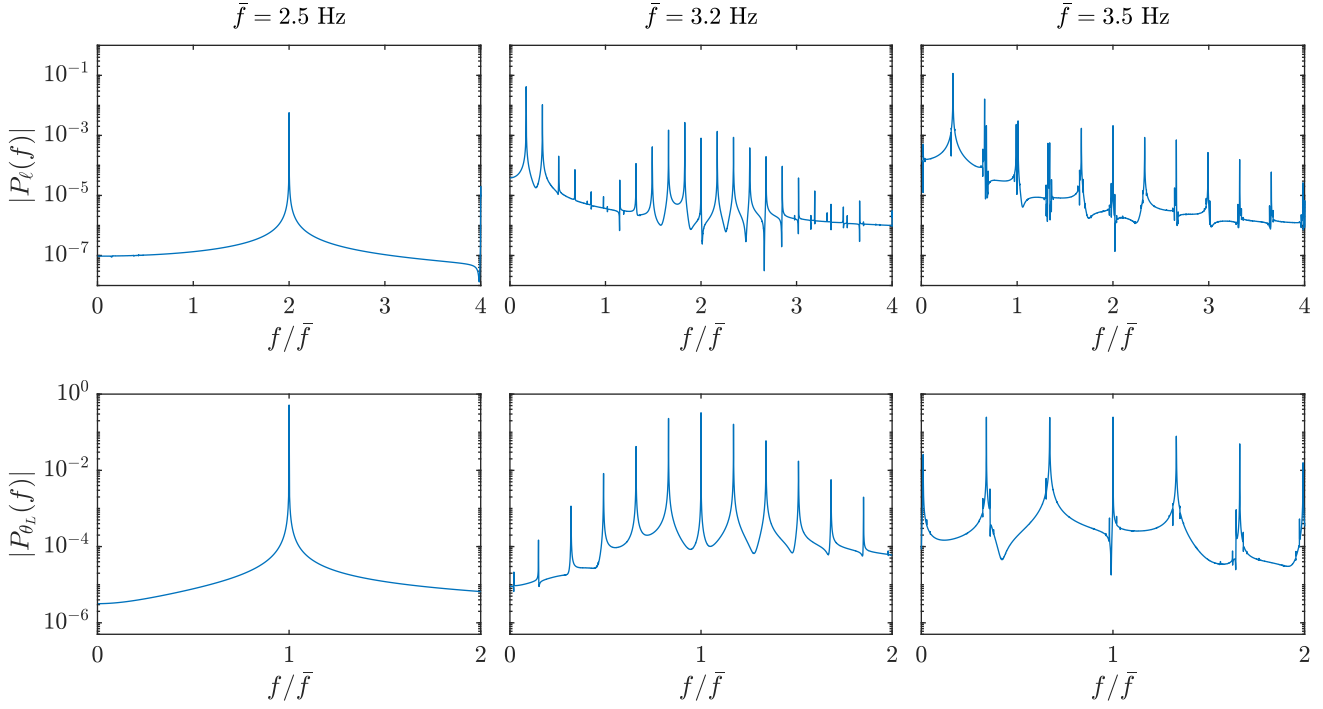 f̄ = 2.5 Hz f̄ = 3.2 Hz f̄ = 3.5 Hz
|P_ℓ(f)|
10^-1
10^-3
10^-5
10^-7
0 1 2 3 4
f/f̄
0 1 2 3 4
f/f̄
0 1 2 3 4
f/f̄
|P_θ_L(f)|
10^0
10^-2
10^-4
10^-6
0 1 2
f/f̄
0 1 2
f/f̄
0 1 2
f/f̄